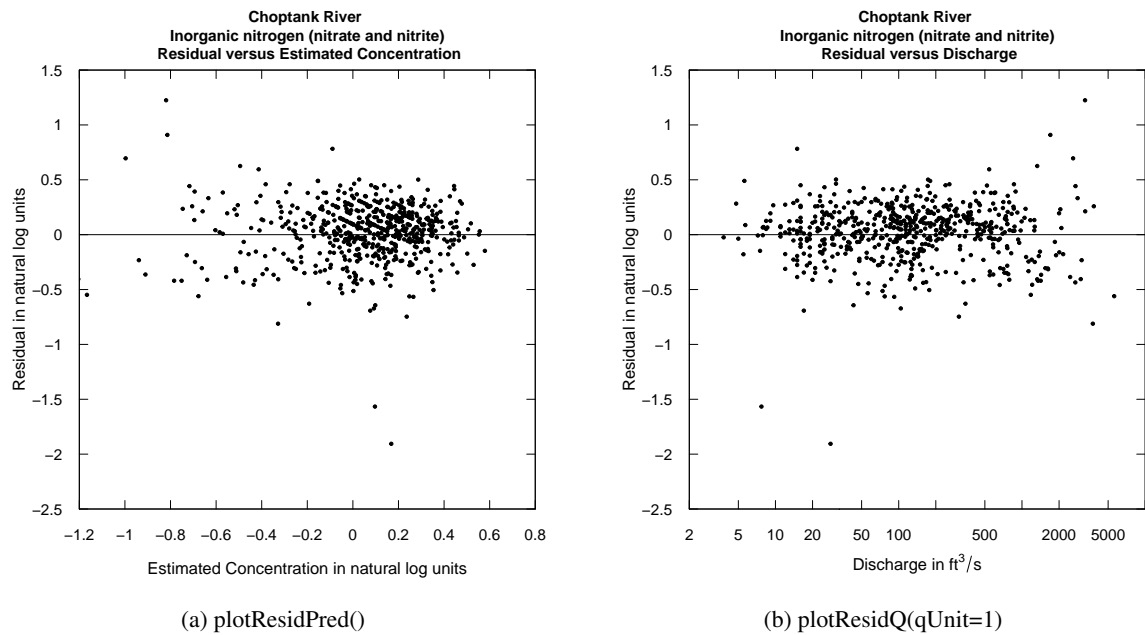 Choptank River
Inorganic nitrogen (nitrate and nitrite)
Residual versus Estimated Concentration
Residual in natural log units
1.5
1
0.5
0
−0.5
−1
−1.5
−2
−2.5
−1.2 −1 −0.8 −0.6 −0.4 −0.2 0 0.2 0.4 0.6 0.8
Estimated Concentration in natural log units
(a) plotResidPred()
Choptank River
Inorganic nitrogen (nitrate and nitrite)
Residual versus Discharge
Residual in natural log units
1.5
1
0.5
0
−0.5
−1
−1.5
−2
−2.5
2 5 10 20 50 100 500 2000 5000
Discharge in ft³/s
(b) plotResidQ(qUnit=1)